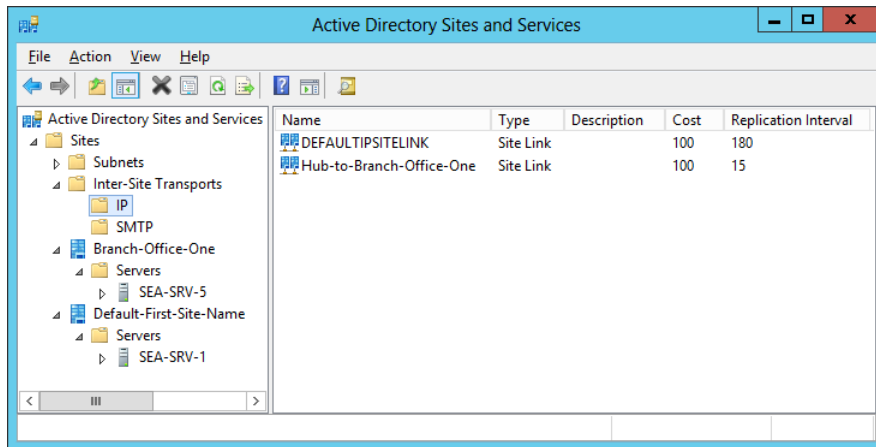 Active Directory Sites and Services
File Action View Help
Active Directory Sites and Services
Sites
Subnets
Inter-Site Transports
IP
SMTP
Branch-Office-One
Servers
SEA-SRV-5
Default-First-Site-Name
Servers
SEA-SRV-1
Name Type Description Cost Replication Interval
DEFAULTIPSITELINK Site Link 100 180
Hub-to-Branch-Office-One Site Link 100 15